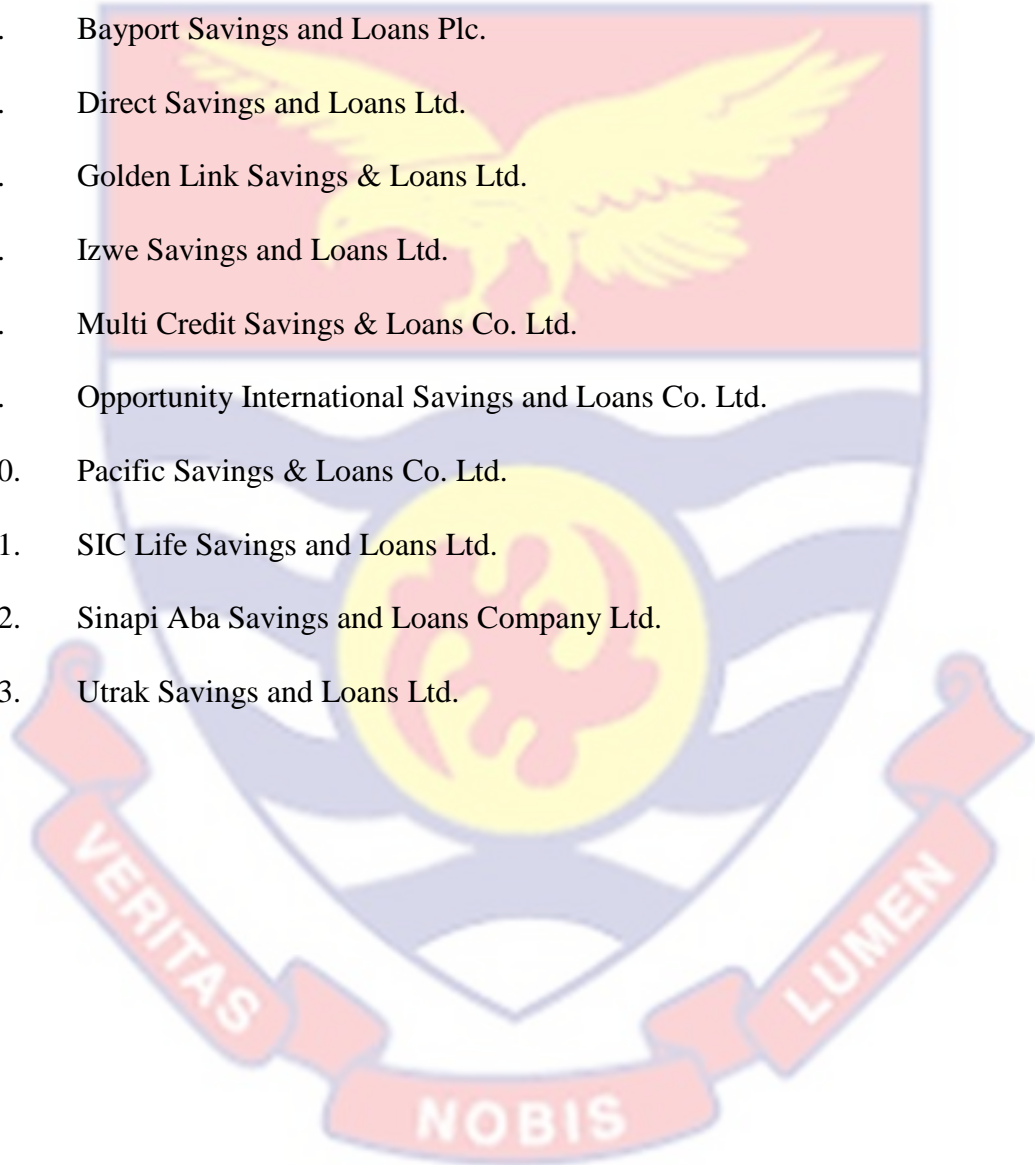 . Bayport Savings and Loans Plc.
. Direct Savings and Loans Ltd.
. Golden Link Savings & Loans Ltd.
. Izwe Savings and Loans Ltd.
. Multi Credit Savings & Loans Co. Ltd.
. Opportunity International Savings and Loans Co. Ltd.
0. Pacific Savings & Loans Co. Ltd.
1. SIC Life Savings and Loans Ltd.
2. Sinapi Aba Savings and Loans Company Ltd.
3. Utrak Savings and Loans Ltd.
VERITAS
NOBIS
LUMEN